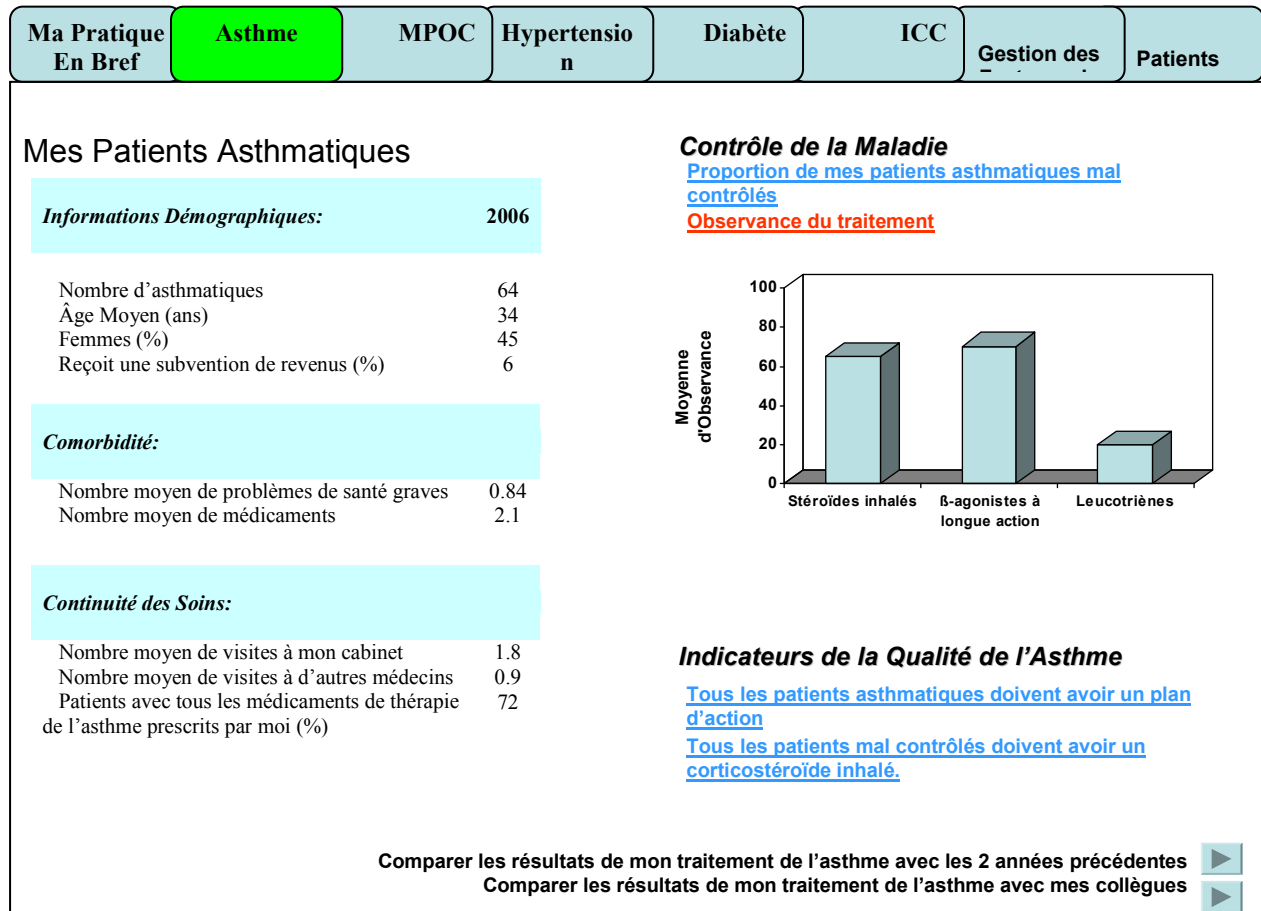 Ma Pratique
En Bref
Asthme
MPOC
Hypertensio
n
Diabète
ICC
Gestion des
Patients
Mes Patients Asthmatiques
Informations Démographiques: 2006
Nombre d’asthmatiques 64
Âge Moyen (ans) 34
Femmes (%) 45
Reçoit une subvention de revenus (%) 6
Comorbidité:
Nombre moyen de problèmes de santé graves 0.84
Nombre moyen de médicaments 2.1
Continuité des Soins:
Nombre moyen de visites à mon cabinet 1.8
Nombre moyen de visites à d’autres médecins 0.9
Patients avec tous les médicaments de thérapie 72
de l’asthme prescrits par moi (%)
Contrôle de la Maladie
Proportion de mes patients asthmatiques mal
contrôlés
Observance du traitement
Moyenne
d'Observance
100
80
60
40
20
0
Stéroïdes inhalés
ß-agonistes à
longue action
Leucotriènes
Indicateurs de la Qualité de l’Asthme
Tous les patients asthmatiques doivent avoir un plan
d’action
Tous les patients mal contrôlés doivent avoir un
corticostéroïde inhalé.
Comparer les résultats de mon traitement de l’asthme avec les 2 années précédentes
Comparer les résultats de mon traitement de l’asthme avec mes collègues